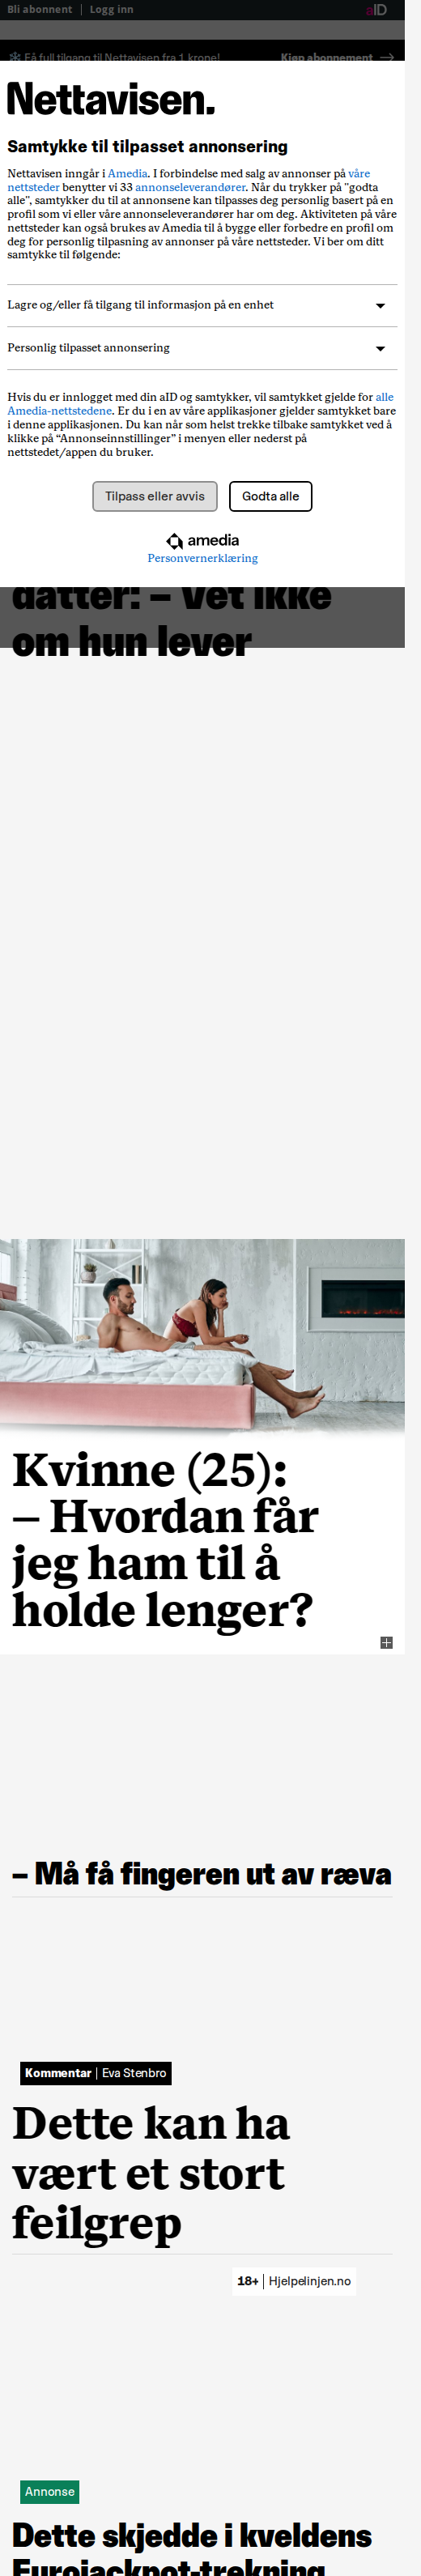 Bli abonnent | Logg inn
aID
Få full tilgang til Nettavisen fra 1 krone!
Kjøp abonnement
Nettavisen.
Samtykke til tilpasset annonsering
Nettavisen inngår i Amedia. I forbindelse med salg av annonser på våre
nettsteder benytter vi 33 annonseleverandører. Når du trykker på "godta
alle", samtykker du til at annonsene kan tilpasses deg personlig basert på en
profil som vi eller våre annonseleverandører har om deg. Aktiviteten på våre
nettsteder kan også brukes av Amedia til å bygge eller forbedre en profil om
deg for personlig tilpasning av annonser på våre nettsteder. Vi ber om ditt
samtykke til følgende:
Lagre og/eller få tilgang til informasjon på en enhet
Personlig tilpasset annonsering
Hvis du er innlogget med din aID og samtykker, vil samtykket gjelde for alle
Amedia-nettstedene. Er du i en av våre applikasjoner gjelder samtykket bare
i denne applikasjonen. Du kan når som helst trekke tilbake samtykket ved å
klikke på “Annonseinnstillinger” i menyen eller nederst på
nettstedet/appen du bruker.
Tilpass eller avvis
Godta alle
amedia
Personvernerklæring
datter: – Vet ikke
om hun lever
Kvinne (25):
– Hvordan får
jeg ham til å
holde lenger?
– Må få fingeren ut av ræva
Kommentar | Eva Stenbro
Dette kan ha
vært et stort
feilgrep
18+ | Hjelpelinjen.no
Annonse
Dette skjedde i kveldens
Eurojackpot-trekning